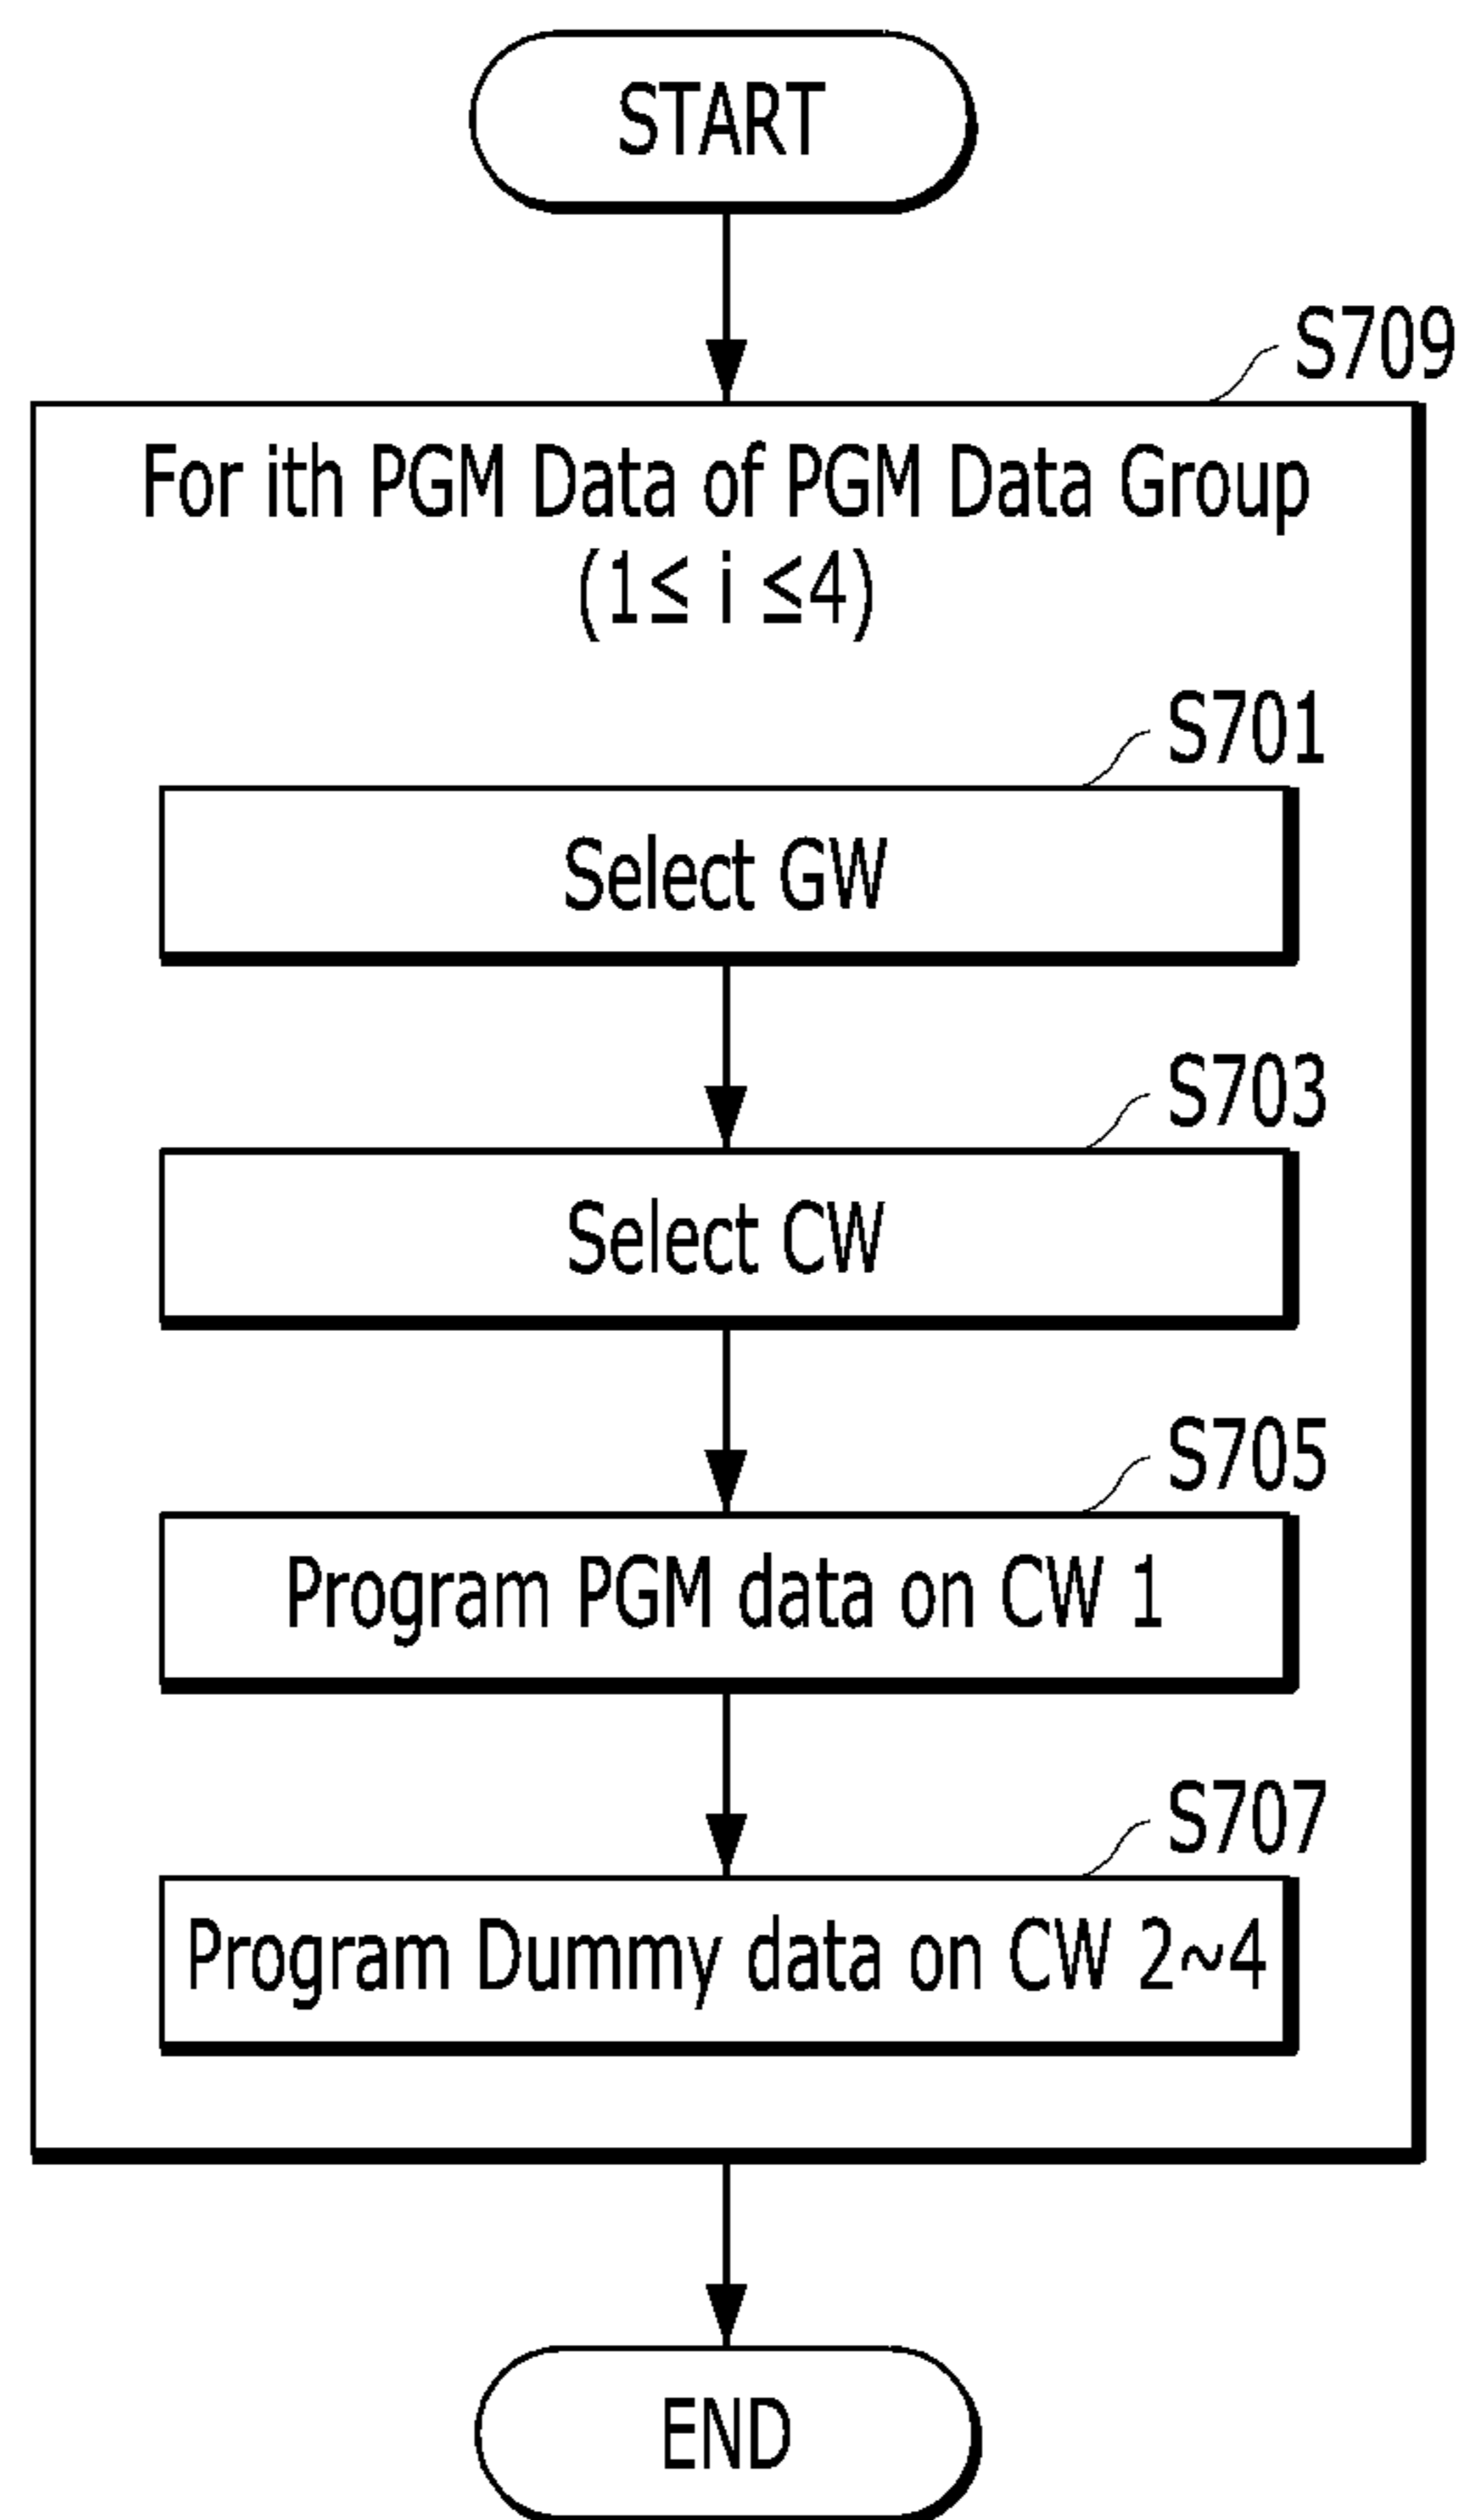 START
S709
For ith PGM Data of PGM Data Group
(1≤ i ≤4)
S701
Select GW
S703
Select CW
S705
Program PGM data on CW 1
S707
Program Dummy data on CW 2~4
END